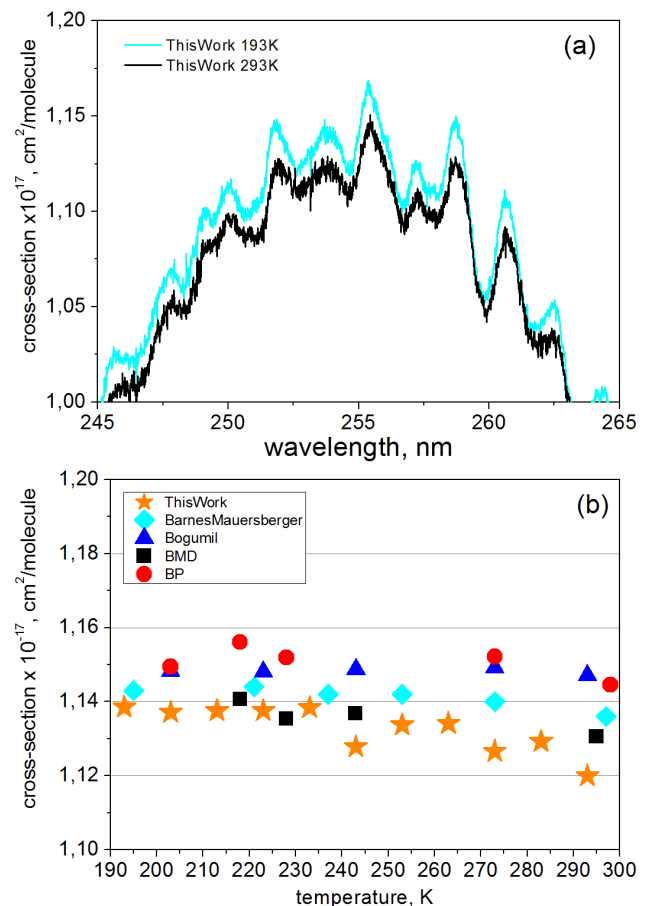 1,20
ThisWork 193K
(a)
ThisWork 293K
1,15
1,10
1,05
1,00
cross-section x10⁻¹⁷, cm²/molecule
245 250 255 260 265
wavelength, nm
1,20
ThisWork
(b)
BarnesMauersberger
Bogumil
BMD
BP
1,18
1,16
1,14
1,12
1,10
cross-section x 10⁻¹⁷, cm²/molecule
190 200 210 220 230 240 250 260 270 280 290 300
temperature, K